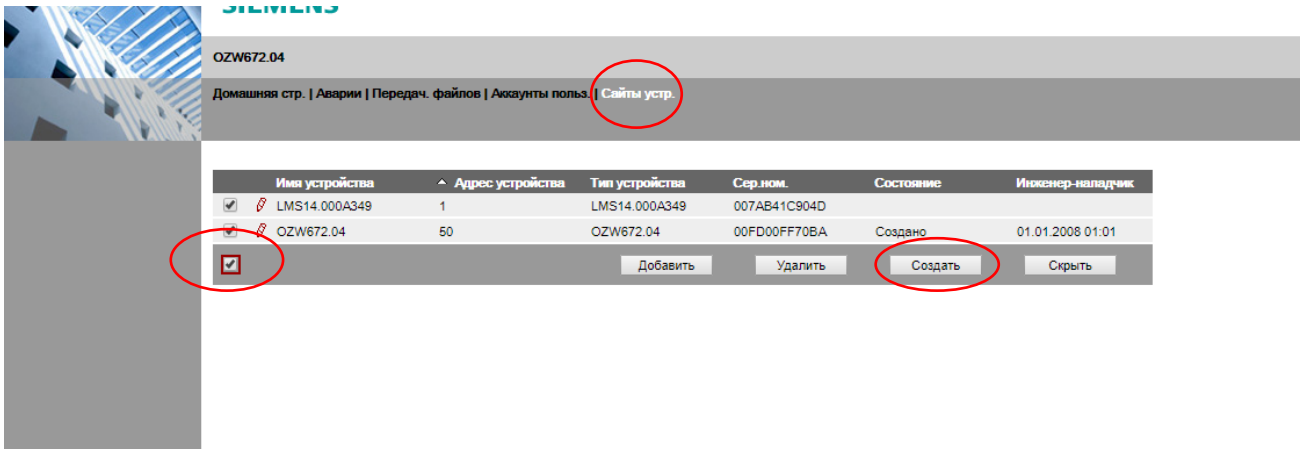 SIEMENS
OZW672.04
Домашняя стр. | Аварии | Передач. файлов | Аккаунты польз. | Сайты устр.
Имя устройства Адрес устройства Тип устройства Сер.ном. Состояние Инженер-наладчик
LMS14.000A349 1 LMS14.000A349 007AB41C904D
OZW672.04 50 OZW672.04 00FD00FF70BA Создано 01.01.2008 01:01
Добавить Удалить Создать Скрыть